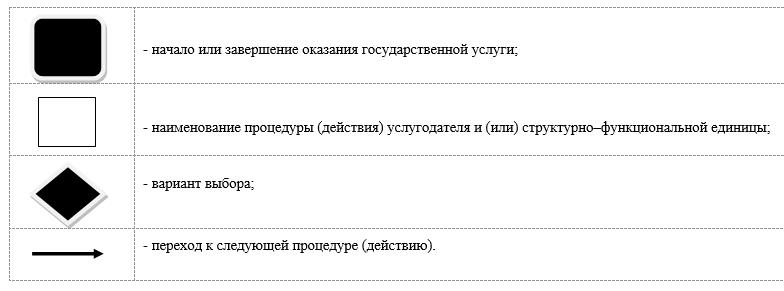 - начало или завершение оказания государственной услуги;
- наименование процедуры (действия) услугодателя и (или) структурно–функциональной единицы;
- вариант выбора;
- переход к следующей процедуре (действию).